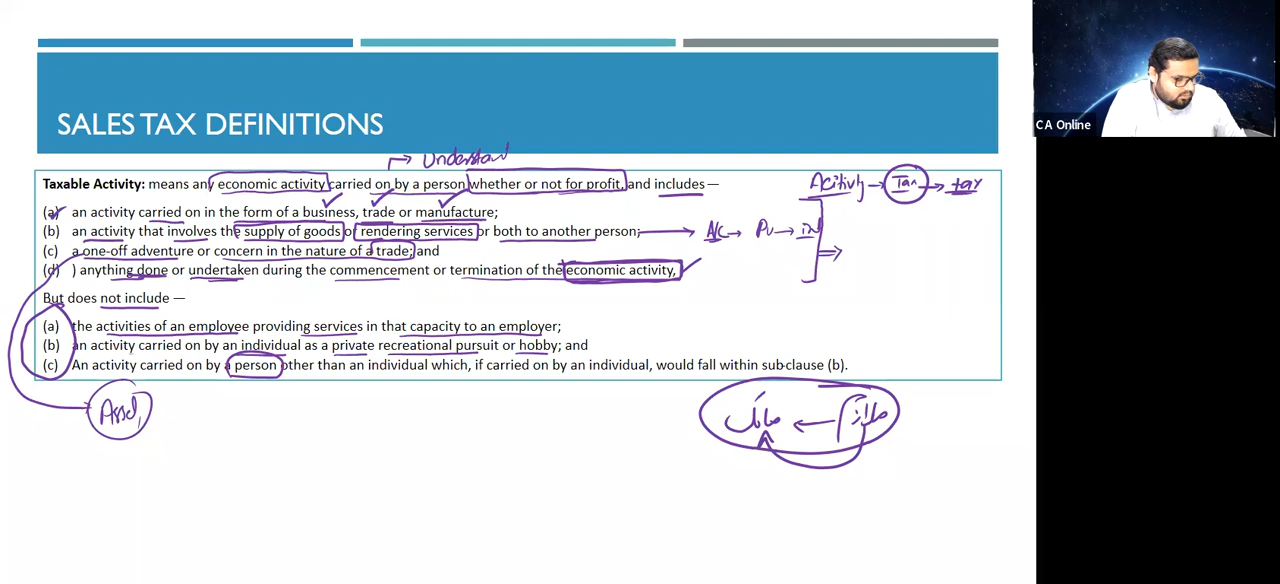 SALES TAX DEFINITIONS
CA Online
Understand
Taxable Activity: means any economic activity carried on by a person whether or not for profit, and includes —
Acitivity → Tax → tax
(a) an activity carried on in the form of a business, trade or manufacture;
(b) an activity that involves the supply of goods or rendering services or both to another person;
A/C →
(c) a one-off adventure or concern in the nature of a trade; and
(d) ) anything done or undertaken during the commencement or termination of the economic activity,
But does not include —
(a) the activities of an employee providing services in that capacity to an employer;
(b) an activity carried on by an individual as a private recreational pursuit or hobby; and
(c) An activity carried on by a person other than an individual which, if carried on by an individual, would fall within sub-clause (b).
ملازم ← مالک